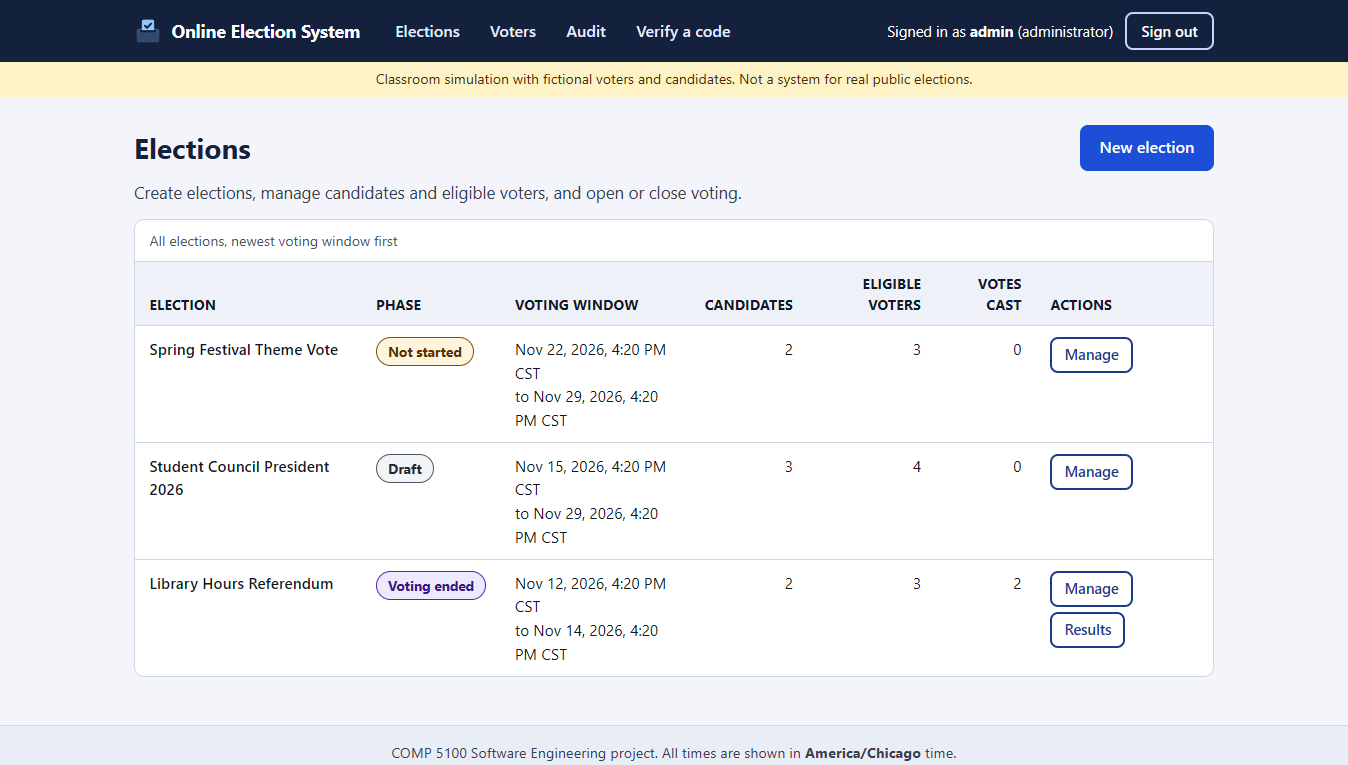 Online Election System
Elections
Voters
Audit
Verify a code
Signed in as admin (administrator)
Sign out
Classroom simulation with fictional voters and candidates. Not a system for real public elections.
Elections
New election
Create elections, manage candidates and eligible voters, and open or close voting.
All elections, newest voting window first
ELECTION
PHASE
VOTING WINDOW
CANDIDATES
ELIGIBLE
VOTERS
VOTES
CAST
ACTIONS
Spring Festival Theme Vote
Not started
Nov 22, 2026, 4:20 PM
CST
to Nov 29, 2026, 4:20
PM CST
2
3
0
Manage
Student Council President
2026
Draft
Nov 15, 2026, 4:20 PM
CST
to Nov 29, 2026, 4:20
PM CST
3
4
0
Manage
Library Hours Referendum
Voting ended
Nov 12, 2026, 4:20 PM
CST
to Nov 14, 2026, 4:20
PM CST
2
3
2
Manage
Results
COMP 5100 Software Engineering project. All times are shown in America/Chicago time.